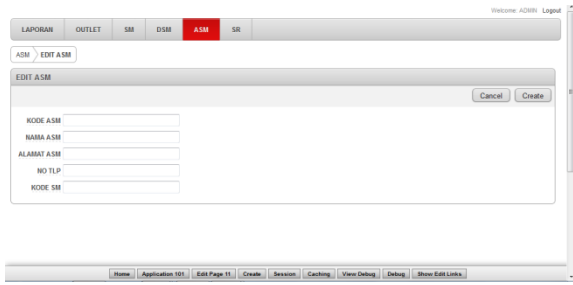 Welcome: ADMIN Logout
LAPORAN OUTLET SM DSM ASM SR
ASM EDIT ASM
EDIT ASM
Cancel Create
KODE ASM
NAMA ASM
ALAMAT ASM
NO TLP
KODE SM
Home Application 101 Edit Page 11 Create Session Caching View Debug Debug Show Edit Links